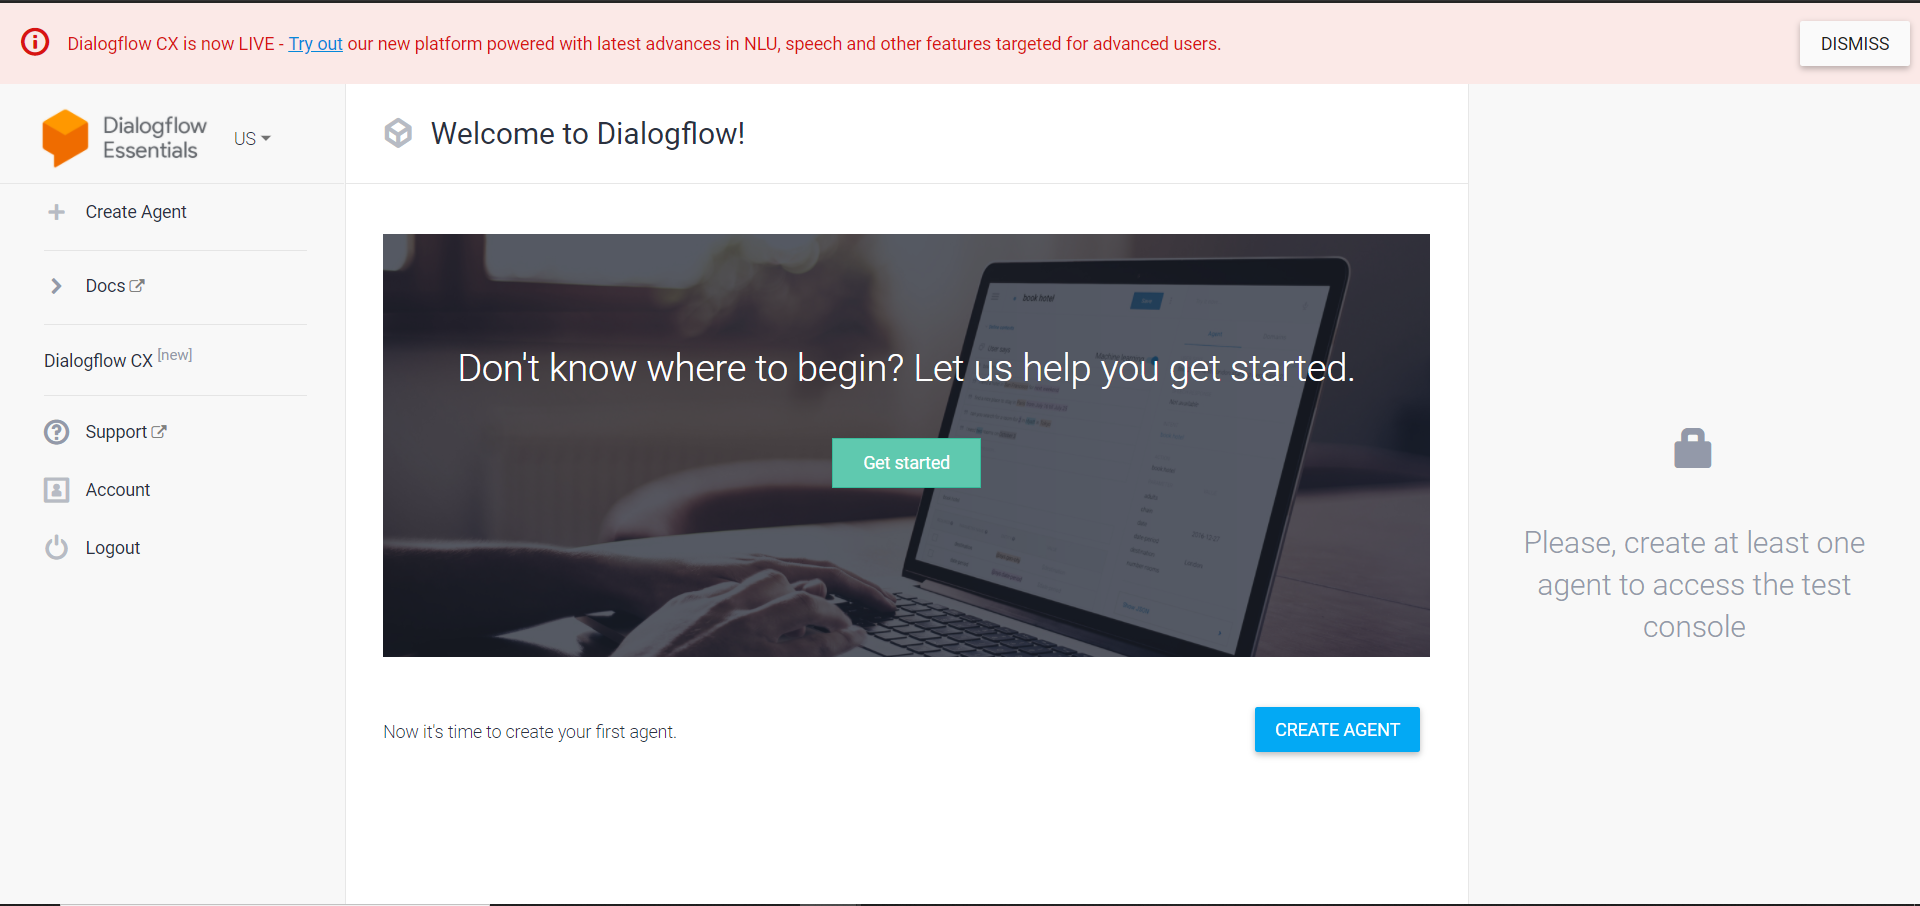 Dialogflow CX is now LIVE - Try out our new platform powered with latest advances in NLU, speech and other features targeted for advanced users.
DISMISS
Dialogflow
Essentials
US
Welcome to Dialogflow!
Create Agent
Docs
Dialogflow CX [new]
Support
Account
Logout
book hotel
Don't know where to begin? Let us help you get started.
Get started
Please, create at least one
agent to access the test
console
Now it's time to create your first agent.
CREATE AGENT